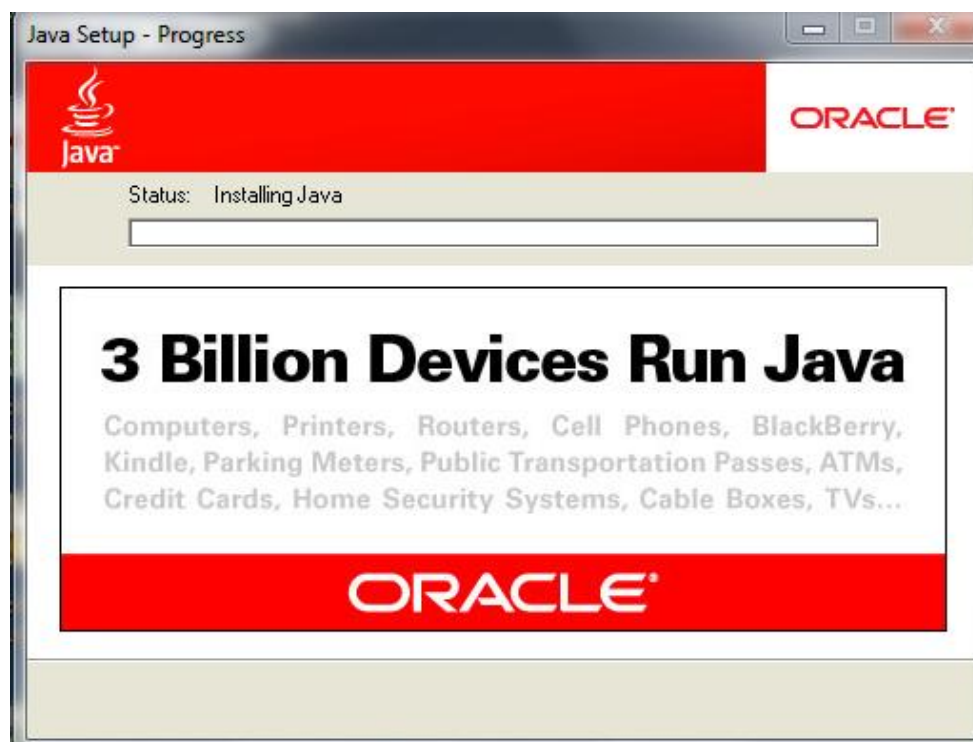 Java Setup - Progress
Java™
ORACLE®
Status: Installing Java
3 Billion Devices Run Java
Computers, Printers, Routers, Cell Phones, BlackBerry,
Kindle, Parking Meters, Public Transportation Passes, ATMs,
Credit Cards, Home Security Systems, Cable Boxes, TVs...
ORACLE®